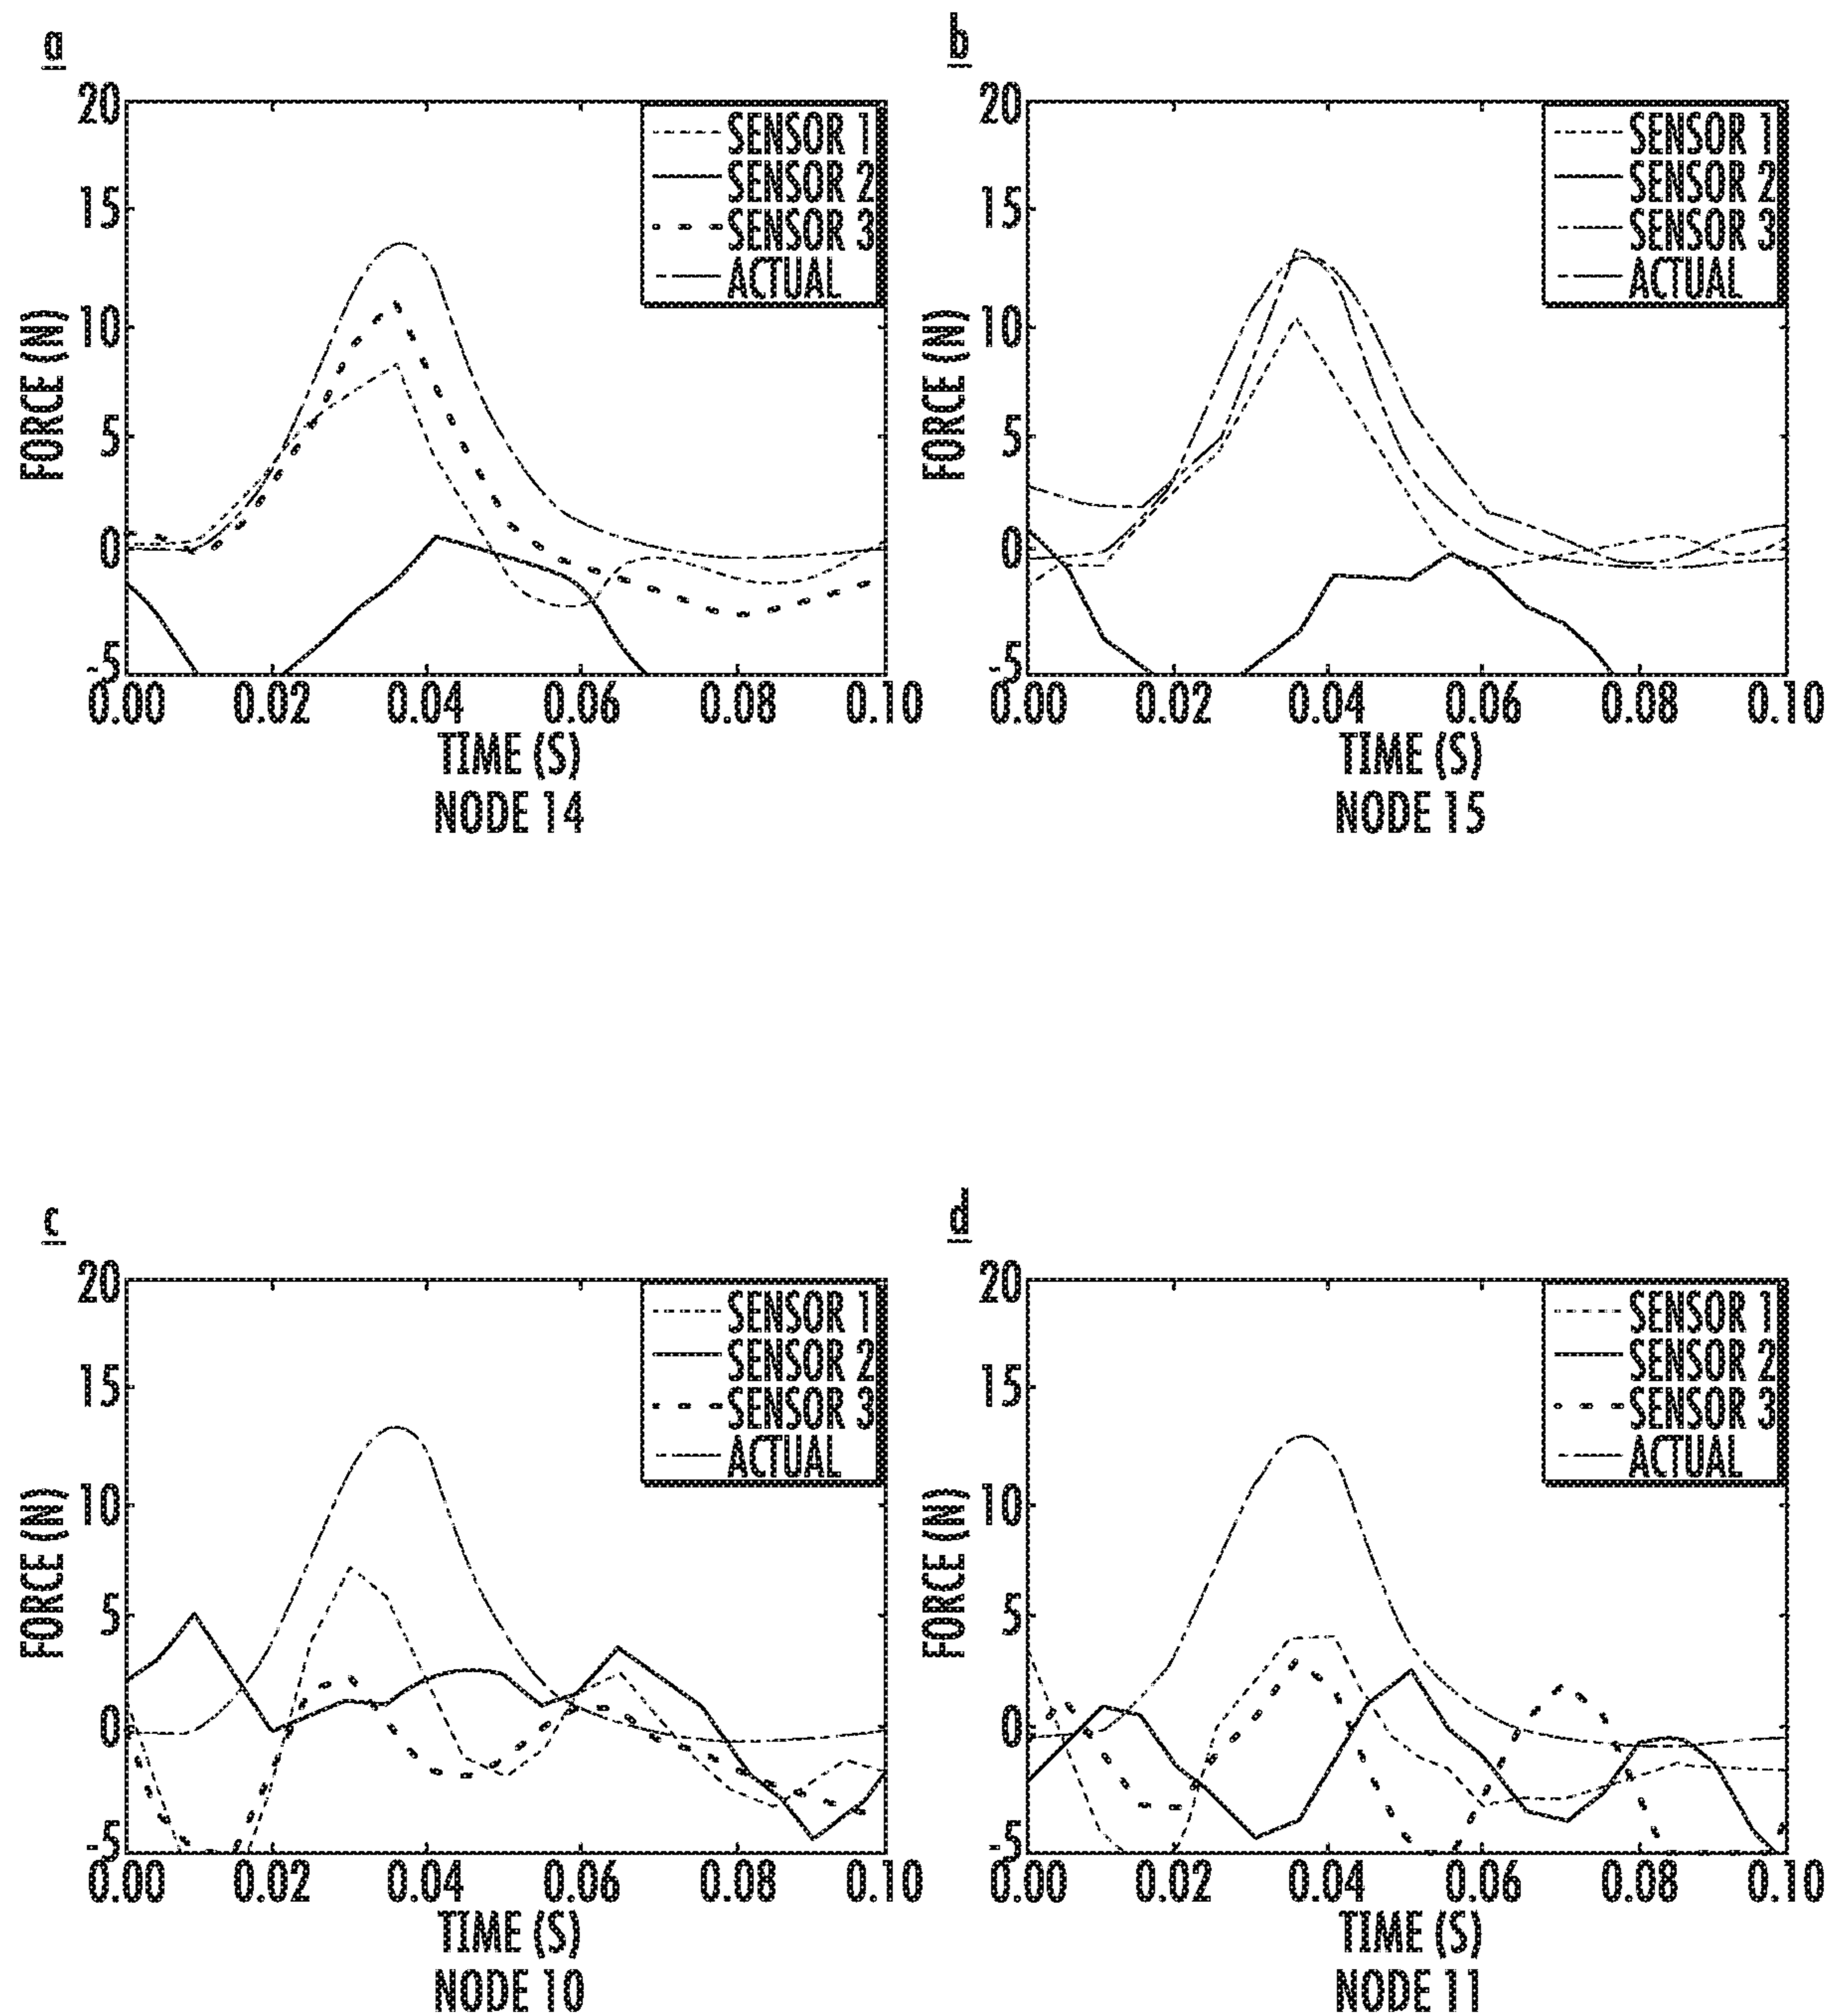 a
20
15
10
5
0
-5
FORCE (N)
SENSOR 1
SENSOR 2
SENSOR 3
ACTUAL
0.00 0.02 0.04 0.06 0.08 0.10
TIME (S)
NODE 14
b
20
15
10
5
0
-5
FORCE (N)
SENSOR 1
SENSOR 2
SENSOR 3
ACTUAL
0.00 0.02 0.04 0.06 0.08 0.10
TIME (S)
NODE 15
c
20
15
10
5
0
-5
FORCE (N)
SENSOR 1
SENSOR 2
SENSOR 3
ACTUAL
0.00 0.02 0.04 0.06 0.08 0.10
TIME (S)
NODE 10
d
20
15
10
5
0
-5
FORCE (N)
SENSOR 1
SENSOR 2
SENSOR 3
ACTUAL
0.00 0.02 0.04 0.06 0.08 0.10
TIME (S)
NODE 11